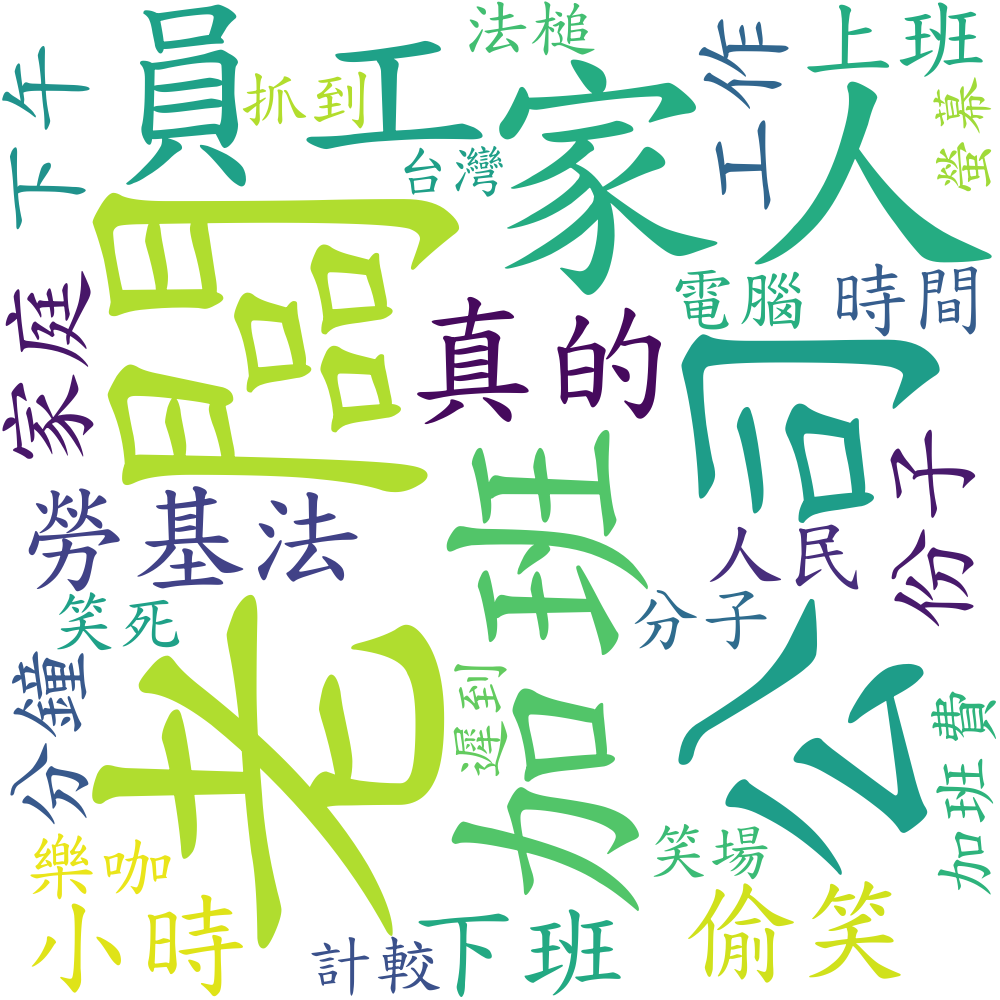 法槌
上班
員工
抓到
家人
工作
下午
螢幕
台灣
老闆
電腦
時間
家庭
真的
公司
加班
份子
勞基法
人民
笑死
分子
分鐘
遲到
加班費
樂咖
笑場
小時
偷笑
計較
下班